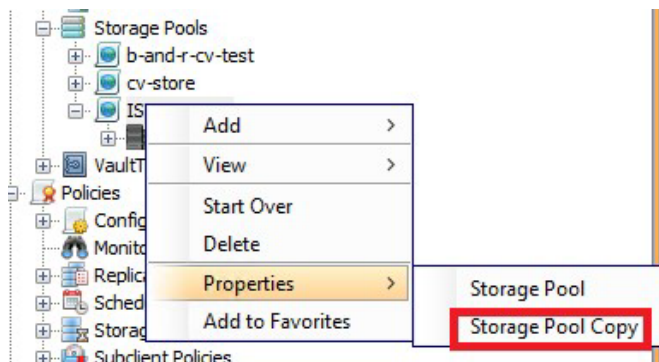 Storage Pools
b-and-r-cv-test
cv-store
IS
Add
VaultT
View
Policies
Start Over
Config
Delete
Monito
Replica
Properties
Storage Pool
Sched
Add to Favorites
Storage Pool Copy
Storag
Subclient Policies